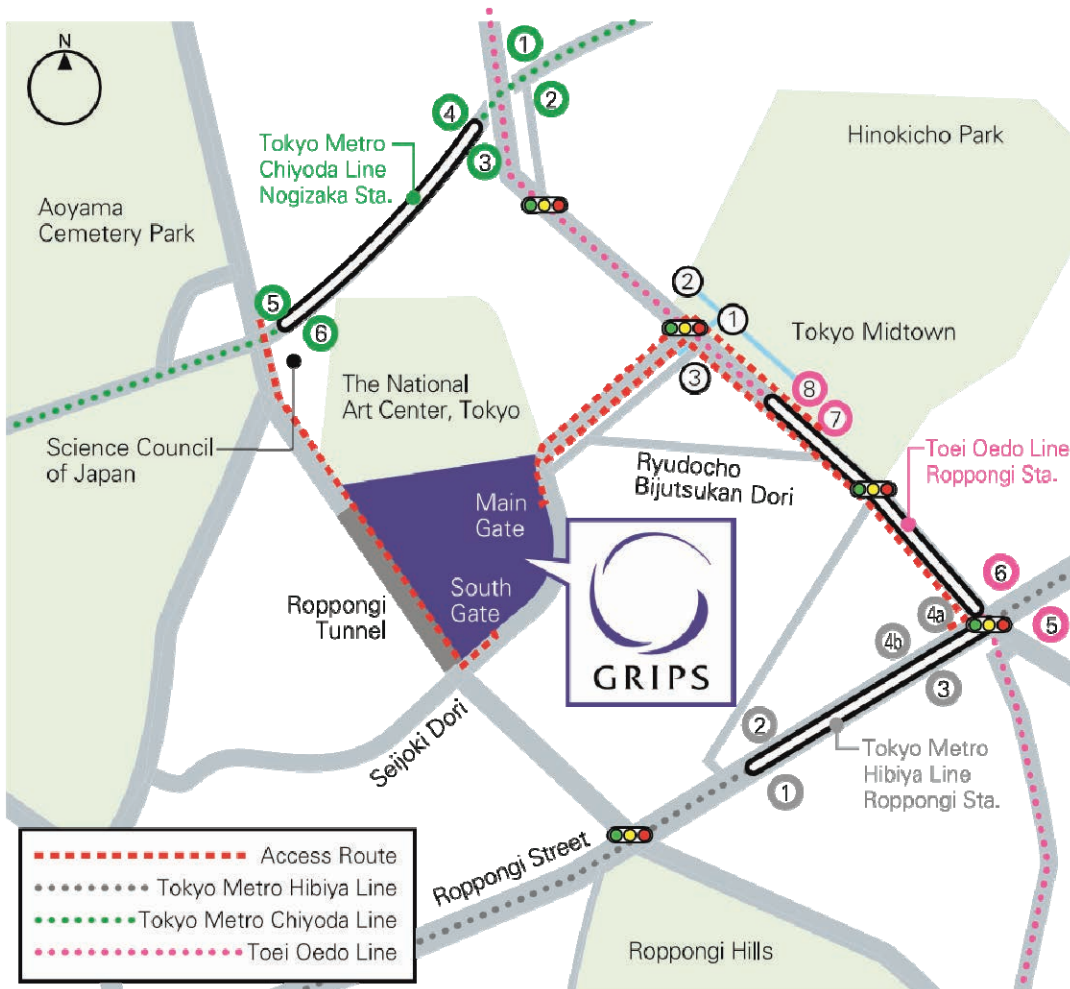 N
1
2
4
3
Tokyo Metro
Chiyoda Line
Nogizaka Sta.
Hinokicho Park
Aoyama
Cemetery Park
5
6
2
1
3
Tokyo Midtown
8
7
The National
Art Center, Tokyo
Science Council
of Japan
Ryudocho
Bijutsukan Dori
Toei Oedo Line
Roppongi Sta.
Main
Gate
South
Gate
Roppongi
Tunnel
GRIPS
6
5
4a
4b
3
2
1
Tokyo Metro
Hibiya Line
Roppongi Sta.
Seijoki Dori
Roppongi Street
Roppongi Hills
Access Route
Tokyo Metro Hibiya Line
Tokyo Metro Chiyoda Line
Toei Oedo Line